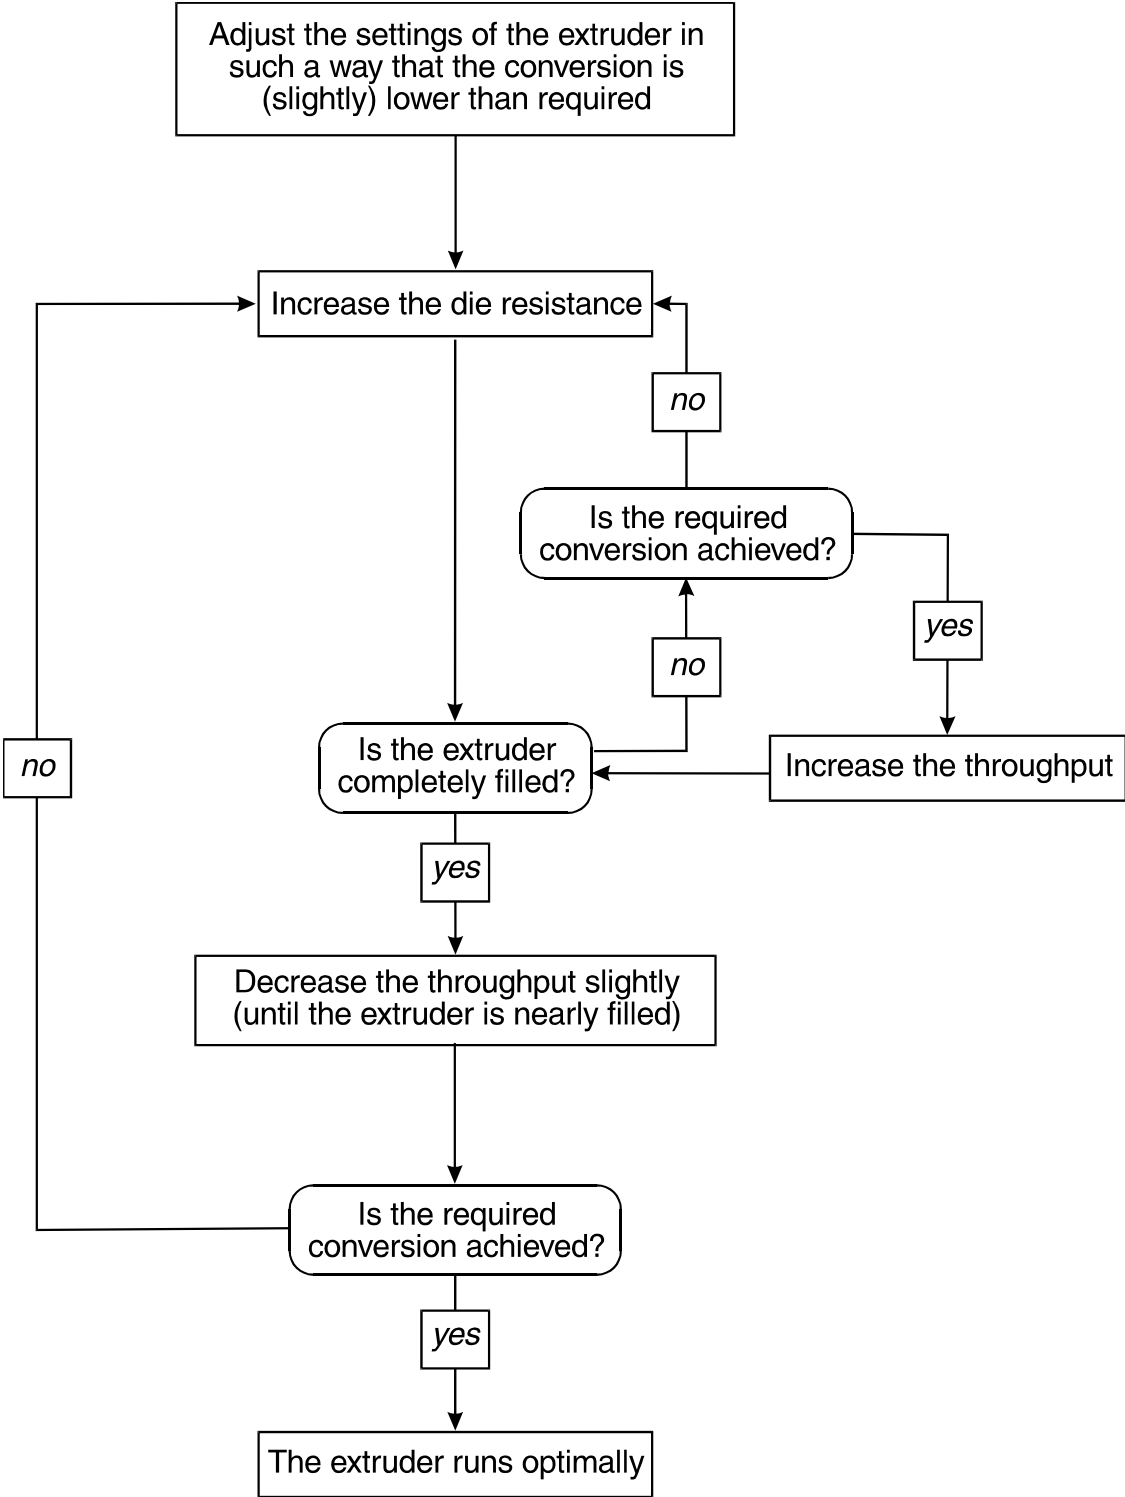 Adjust the settings of the extruder in
such a way that the conversion is
(slightly) lower than required
Increase the die resistance
no
Is the required
conversion achieved?
yes
no
Is the extruder
completely filled?
Increase the throughput
no
yes
Decrease the throughput slightly
(until the extruder is nearly filled)
Is the required
conversion achieved?
yes
The extruder runs optimally